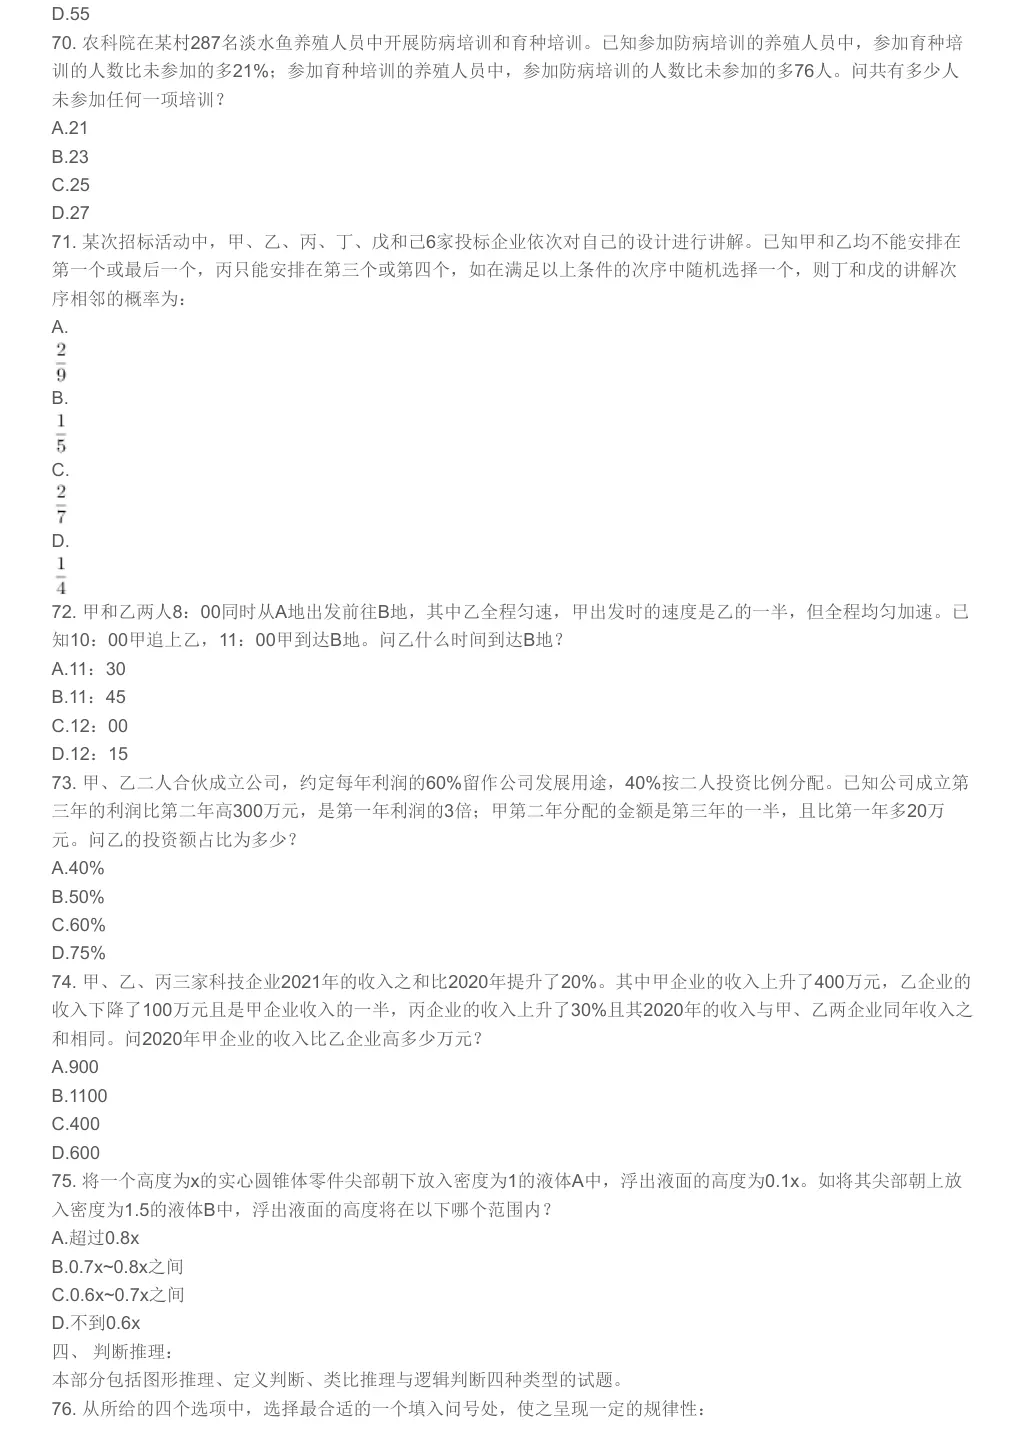 D.55
70. 农科院在某村287名淡水鱼养殖人员中开展防病培训和育种培训。已知参加防病培训的养殖人员中，参加育种培
训的人数比未参加的多21%；参加育种培训的养殖人员中，参加防病培训的人数比未参加的多76人。问共有多少人
未参加任何一项培训？
A.21
B.23
C.25
D.27
71. 某次招标活动中，甲、乙、丙、丁、戊和己6家投标企业依次对自己的设计进行讲解。已知甲和乙均不能安排在
第一个或最后一个，丙只能安排在第三个或第四个，如在满足以上条件的次序中随机选择一个，则丁和戊的讲解次
序相邻的概率为：
A.
2
9
B.
1
5
C.
2
7
D.
1
4
72. 甲和乙两人8：00同时从A地出发前往B地，其中乙全程匀速，甲出发时的速度是乙的一半，但全程均匀加速。已
知10：00甲追上乙，11：00甲到达B地。问乙什么时间到达B地？
A.11：30
B.11：45
C.12：00
D.12：15
73. 甲、乙二人合伙成立公司，约定每年利润的60%留作公司发展用途，40%按二人投资比例分配。已知公司成立第
三年的利润比第二年高300万元，是第一年利润的3倍；甲第二年分配的金额是第三年的一半，且比第一年多20万
元。问乙的投资额占比为多少？
A.40%
B.50%
C.60%
D.75%
74. 甲、乙、丙三家科技企业2021年的收入之和比2020年提升了20%。其中甲企业的收入上升了400万元，乙企业的
收入下降了100万元且是甲企业收入的一半，丙企业的收入上升了30%且其2020年的收入与甲、乙两企业同年收入之
和相同。问2020年甲企业的收入比乙企业高多少万元？
A.900
B.1100
C.400
D.600
75. 将一个高度为x的实心圆锥体零件尖部朝下放入密度为1的液体A中，浮出液面的高度为0.1x。如将其尖部朝上放
入密度为1.5的液体B中，浮出液面的高度将在以下哪个范围内？
A.超过0.8x
B.0.7x~0.8x之间
C.0.6x~0.7x之间
D.不到0.6x
四、 判断推理：
本部分包括图形推理、定义判断、类比推理与逻辑判断四种类型的试题。
76. 从所给的四个选项中，选择最合适的一个填入问号处，使之呈现一定的规律性：